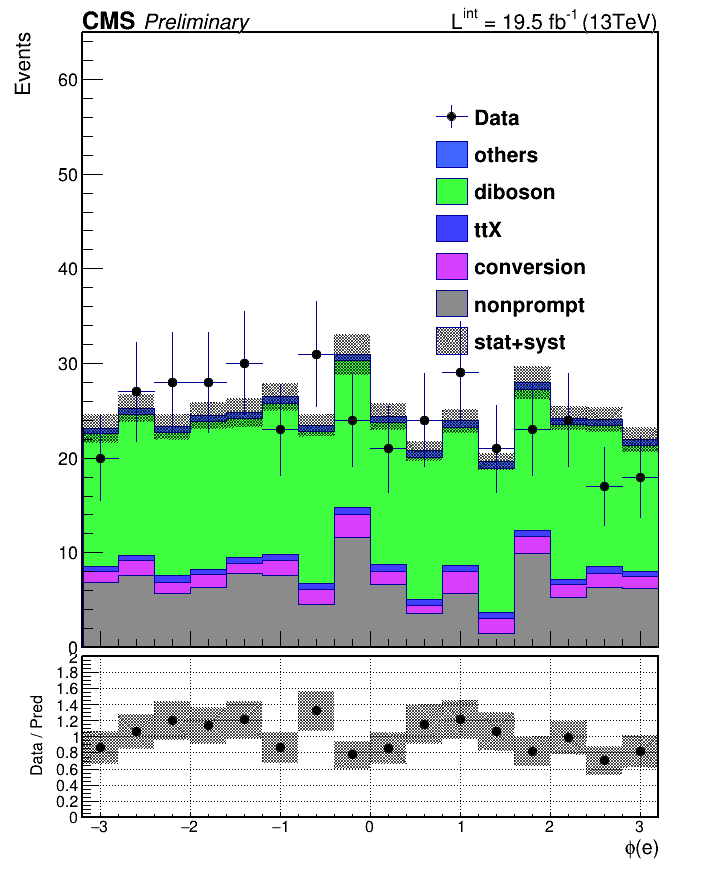 CMS Preliminary
L^int = 19.5 fb^-1 (13TeV)
Events
60
50
40
30
20
10
0
Data
others
diboson
ttX
conversion
nonprompt
stat+syst
Data / Pred
2
1.8
1.6
1.4
1.2
1
0.8
0.6
0.4
0.2
0
−3 −2 −1 0 1 2 3
ϕ(e)